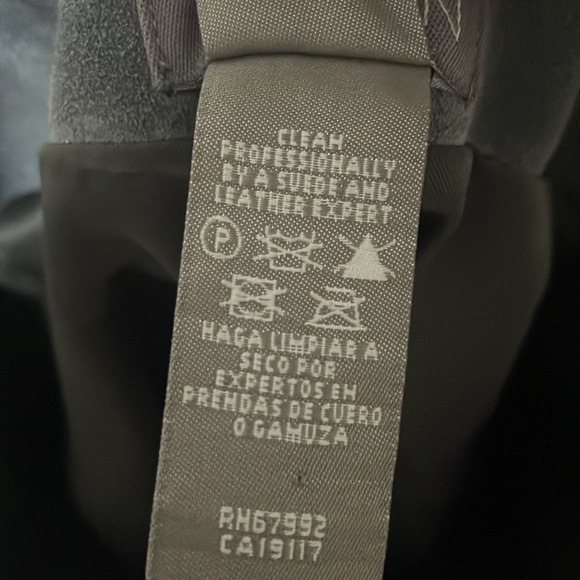 CLEAN
PROFESSIONALLY
BY A SUEDE AND
LEATHER EXPERT
P
HAGA LIMPIAR A
SECO POR
EXPERTOS EN
PRENDAS DE CUERO
O GAMUZA
RN67992
CA19117